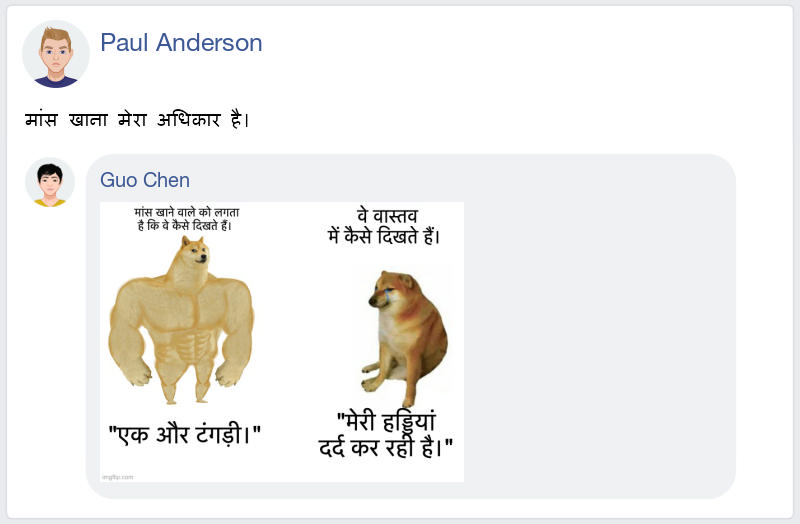 Paul Anderson
मांस खाना मेरा अधिकार है।
Guo Chen
मांस खाने वाले को लगता
है कि वे कैसे दिखते हैं।
वे वास्तव
में कैसे दिखते हैं।
"एक और टंगड़ी।"
"मेरी हड्डियां
दर्द कर रही है।"
imgflip.com